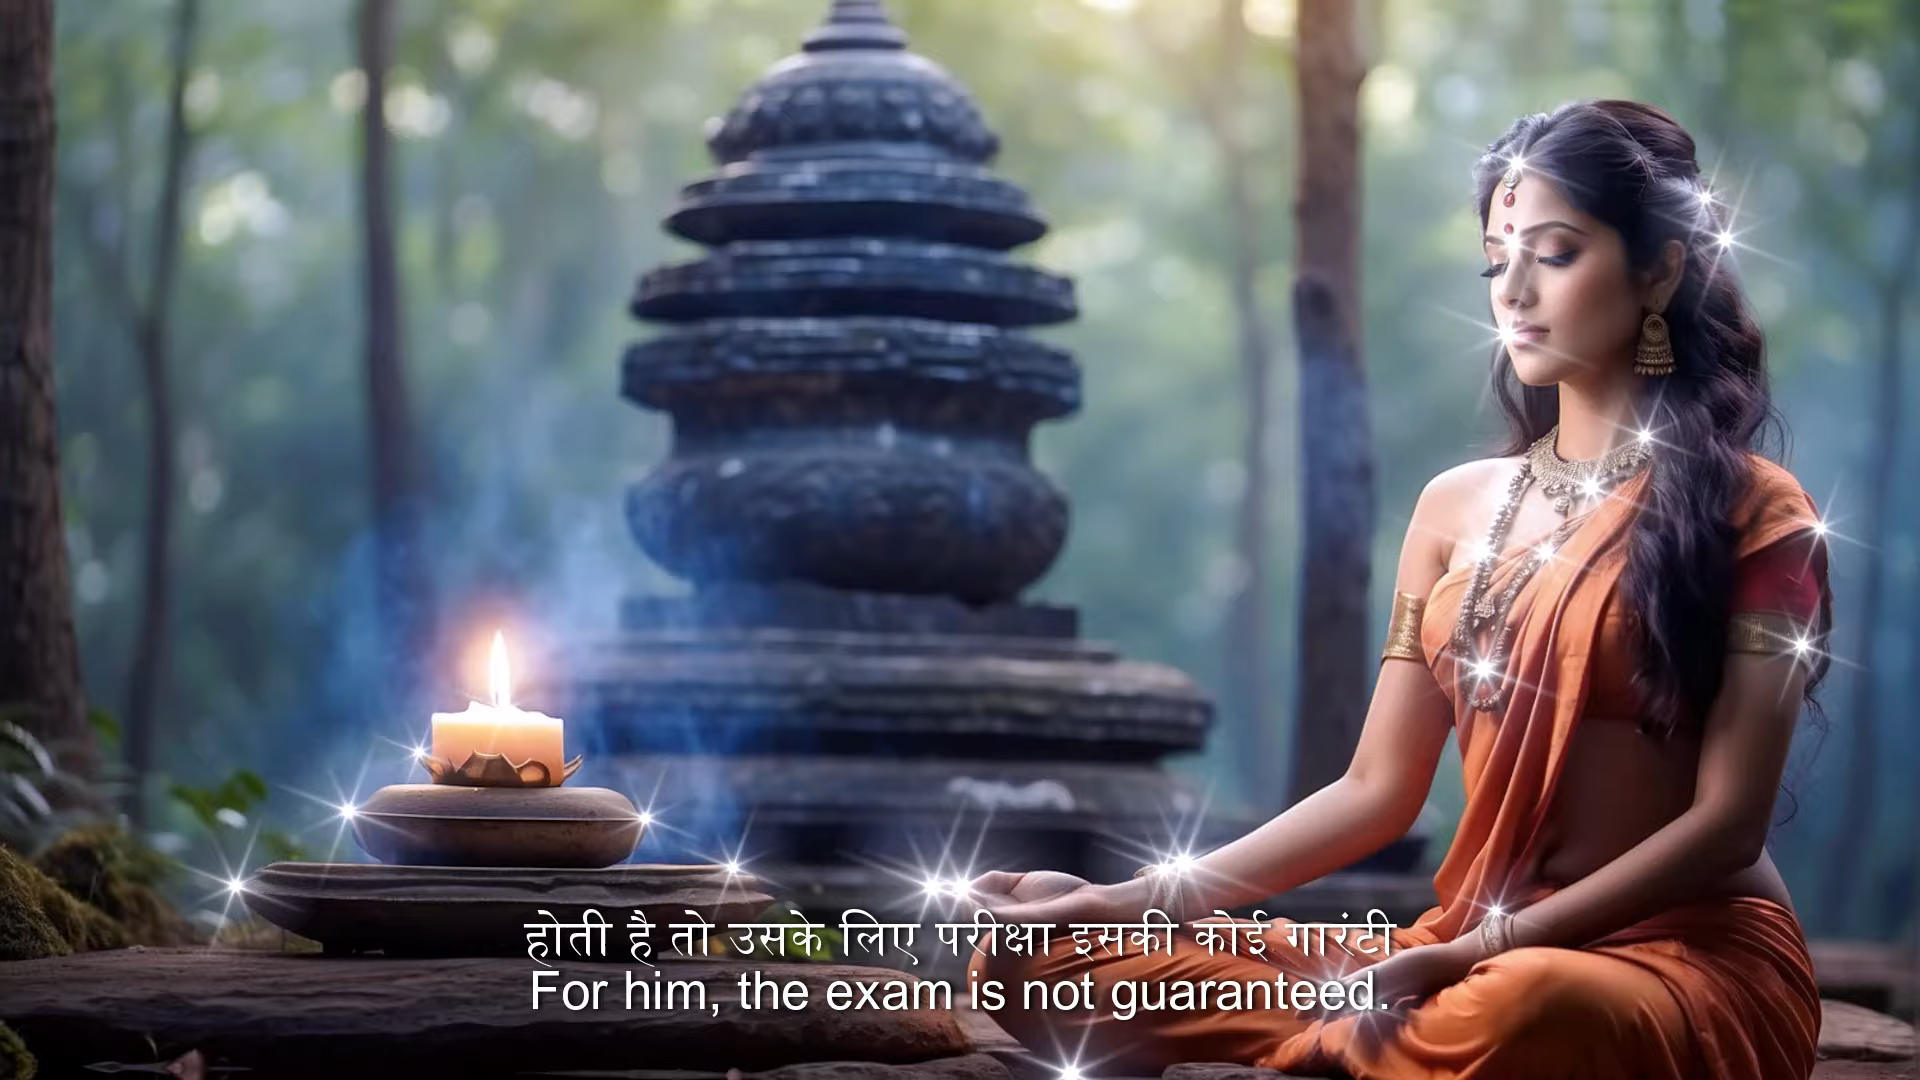 होती है तो उसके लिए परीक्षा इसकी कोई गारंटी
For him, the exam is not guaranteed.